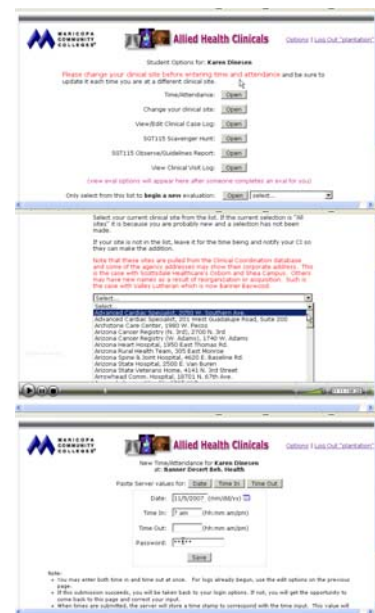 MARICOPA
COMMUNITY
COLLEGES
Allied Health Clinicals
Options | Log Out "plantation"
Student Options for: Karen Dinesen
Please change your clinical site before entering time and attendance and be sure to
update it each time you are at a different clinical site.
Time/Attendance: Open
Change your clinical site: Open
View/Edit Clinical Case Log: Open
SGT115 Scavenger Hunt: Open
SGT115 Observe/Guidelines Report: Open
View Clinical Visit Log: Open
(view eval options will appear here after someone completes an eval for you)
Only select from this list to begin a new evaluation: Open select...
Select your current clinical site from the list. If the current selection is "All
sites" it is because you are probably new and a selection has not been
made.
If your site is not in the list, leave it for the time being and notify your CI so
they can make the addition.
Note that these sites are pulled from the Clinical Coordination database
and some of the agency addresses may show their corporate address. This
is the case with Scottsdale Healthcare's Osborn and Shea Campus. Others
may have new names as a result of reorganization or acquisition. Such is
the case with Valley Lutheran which is now Banner Baywood.
Select...
Select...
Advanced Cardiac Specialist, 2050 W. Southern Ave.
Advanced Cardiac Specialist, 201 West Guadalupe Road, Suite 200
Archstone Care Center, 1980 W. Pecos
Arizona Cancer Registry (N. 3rd), 2700 N. 3rd
Arizona Cancer Registry (W. Adams), 1740 W. Adams
Arizona Heart Hospital, 1930 East Thomas Rd.
Arizona Rural Health Team, 305 East Monroe
Arizona Spine & Joint Hospital, 4620 E. Baseline Rd
Arizona State Hospital, 2500 E. Van Buren
Arizona State Veterans Home, 4141 N. 3rd Street
Arrowhead Comm. Hospital, 18701 N. 67th Ave.
MARICOPA
COMMUNITY
COLLEGES
Allied Health Clinicals
Options | Log Out "plantation"
New Time/Attendance for Karen Dinesen
at: Banner Desert Beh. Health
Paste Server values for: Date Time In Time Out
Date: 11/5/2007 (mm/dd/yy)
Time In: 7 am (hh:mm am/pm)
Time Out: (hh:mm am/pm)
Password:
Save
Note:
• You may enter both time in and time out at once. For logs already begun, use the edit options on the previous
page.
• If this submission succeeds, you will be taken back to your logins page. If not, you will get the opportunity to
come back to this page and correct your input.
• When times are submitted, the server will store a time stamp to correspond with the time input. This value will